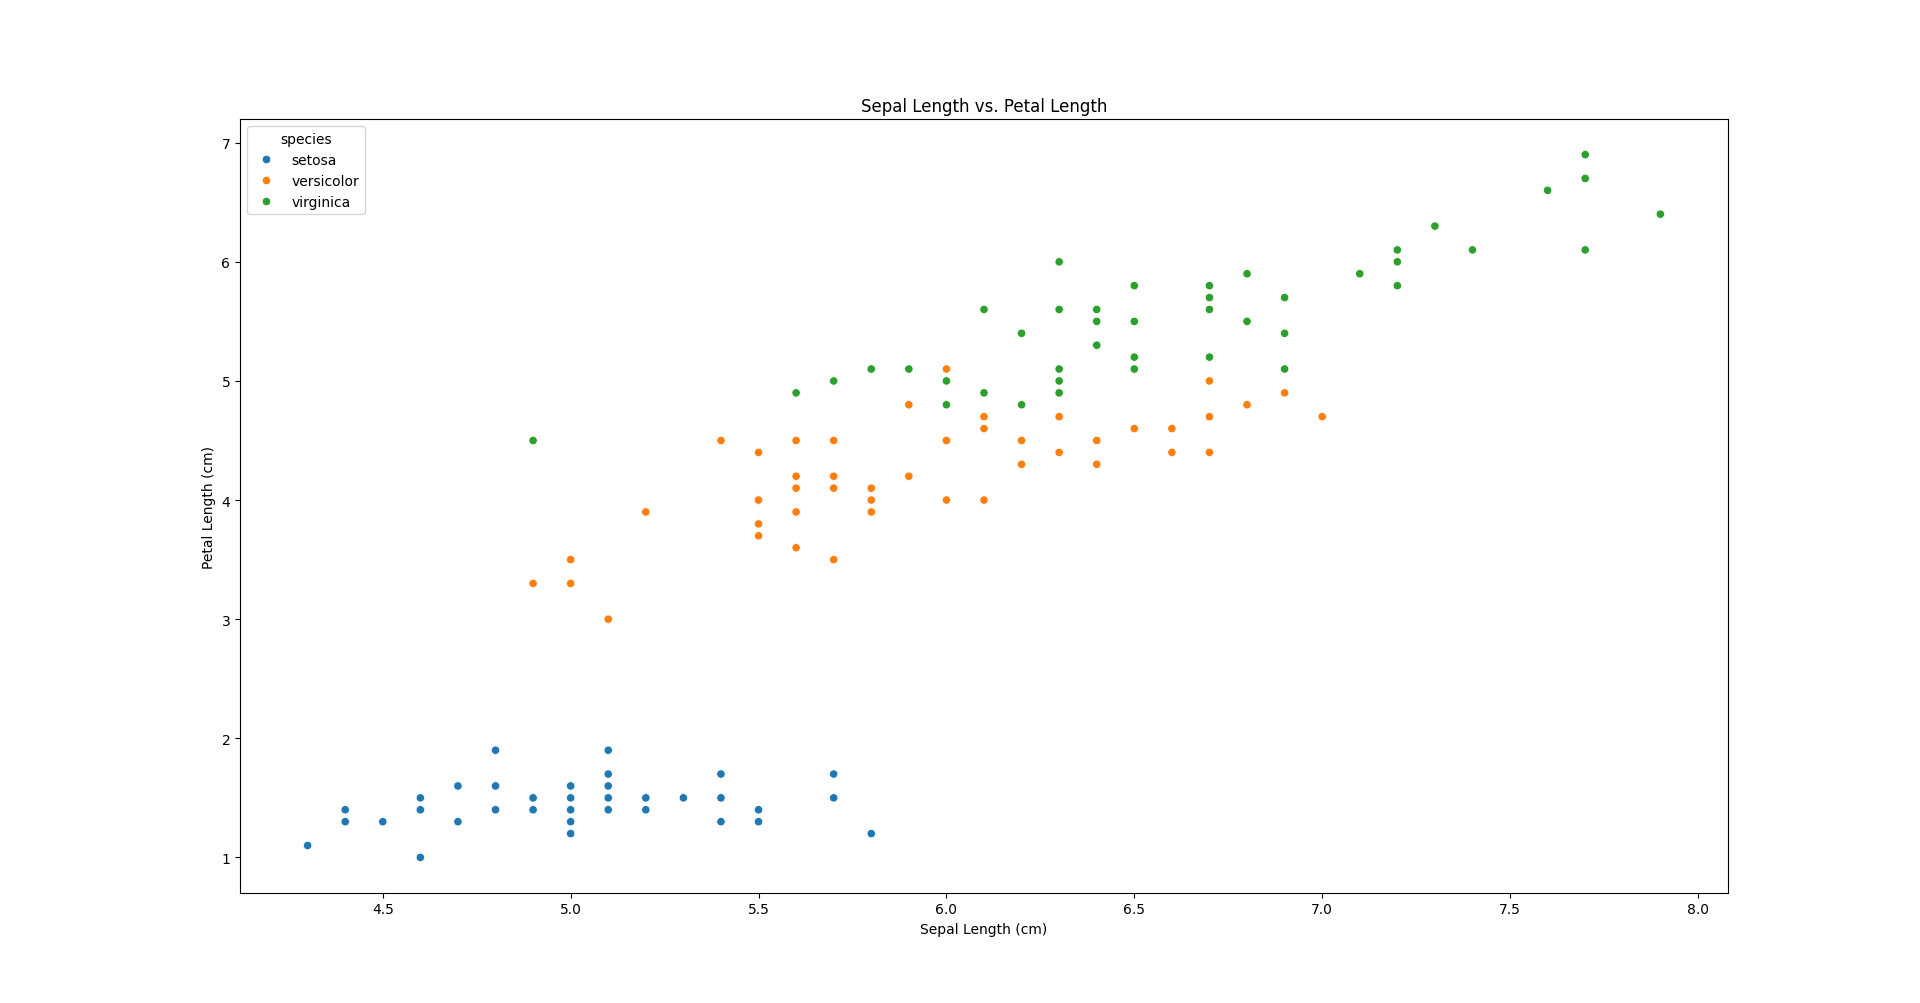 Sepal Length vs. Petal Length
species
setosa
versicolor
virginica
7
6
5
4
3
2
1
Petal Length (cm)
4.5 5.0 5.5 6.0 6.5 7.0 7.5 8.0
Sepal Length (cm)